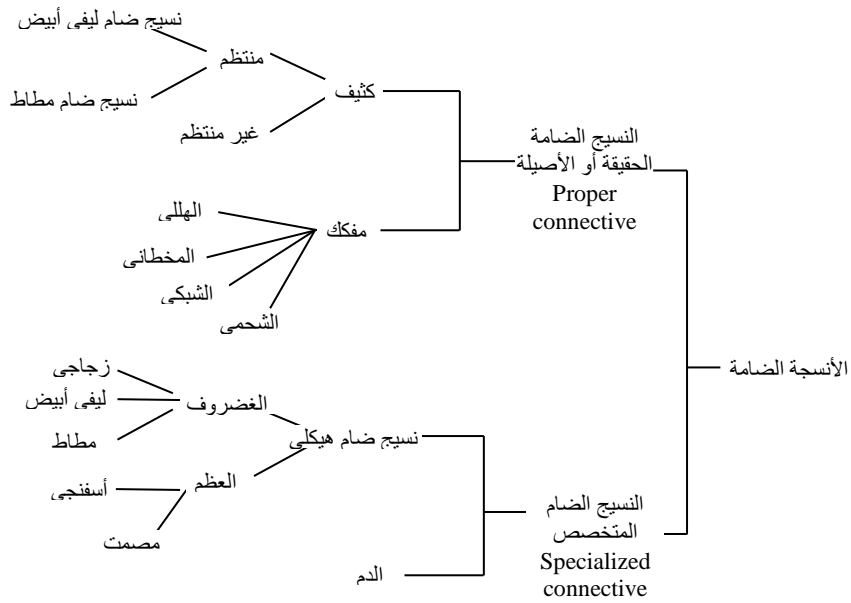 نسيج ضام ليفى أبيض
منتظم
كثيف
نسيج ضام مطاط
غير منتظم
النسيج الضامة
الحقيقة أو الأصيلة
Proper
connective
الهللى
مفكك
المخطانى
الشبكى
الشحمى
الأنسجة الضامة
زجاجى
الغضروف
ليفى أبيض
نسيج ضام هيكلى
مطاط
العظم
أسفنجى
مصمت
النسيج الضام
المتخصص
Specialized
connective
الدم